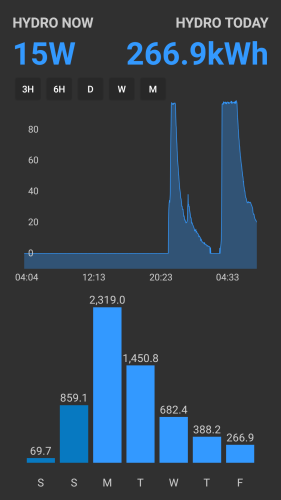 HYDRO NOW HYDRO TODAY
15W 266.9kWh
3H 6H D W M
80
60
40
20
0
04:04 12:13 20:23 04:33
2,319.0
1,450.8
859.1
682.4
388.2
266.9
69.7
S S M T W T F